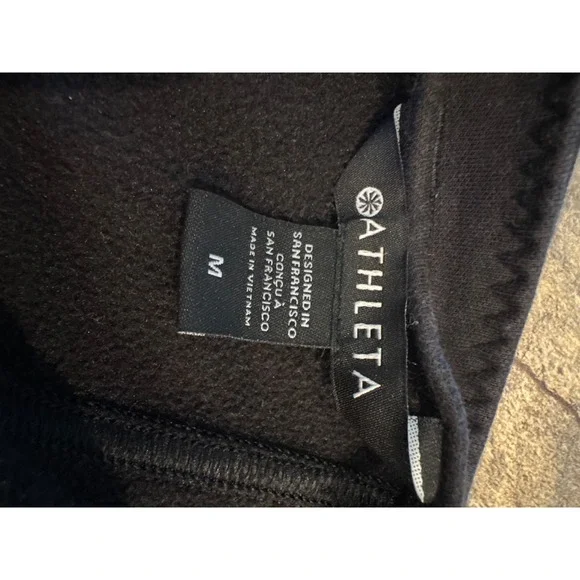 ATHLETA
DESIGNED IN
SAN FRANCISCO
CONÇU À
SAN FRANCISCO
MADE IN VIETNAM
M